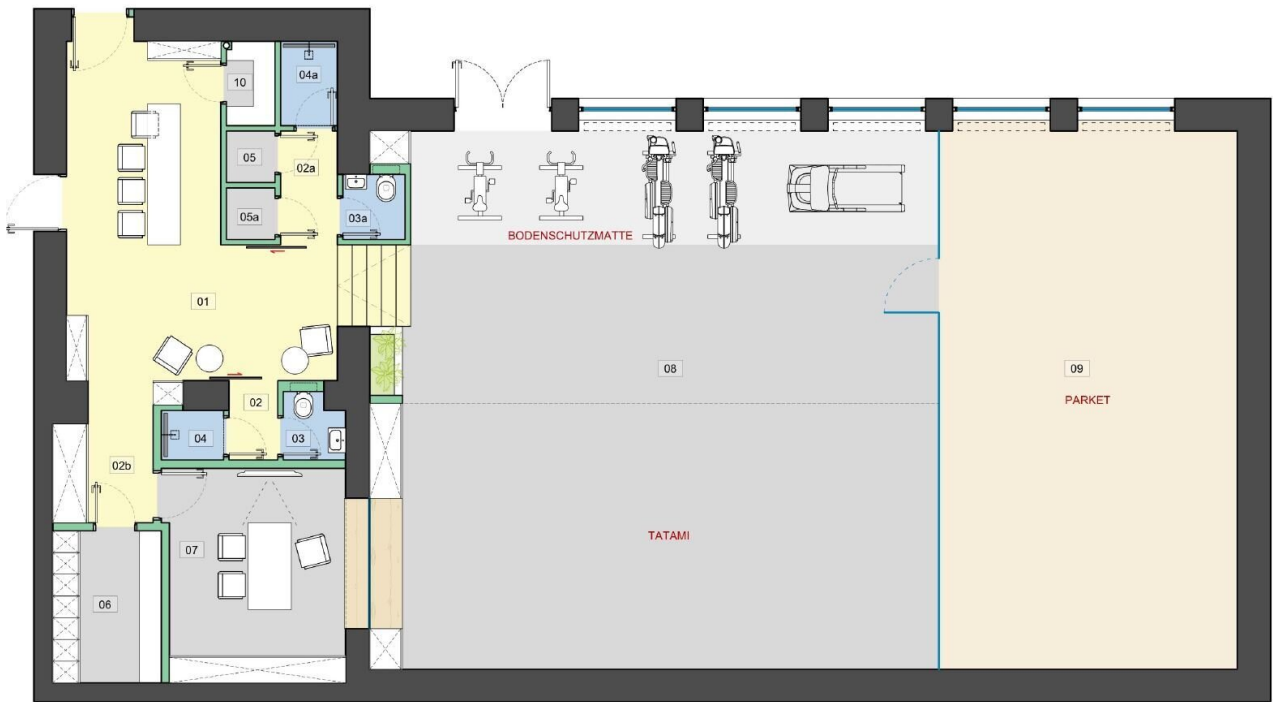 10
04a
05
02a
05a
03a
BODENSCHUTZMATTE
01
08
09
PARKET
02
04
03
02b
TATAMI
07
06